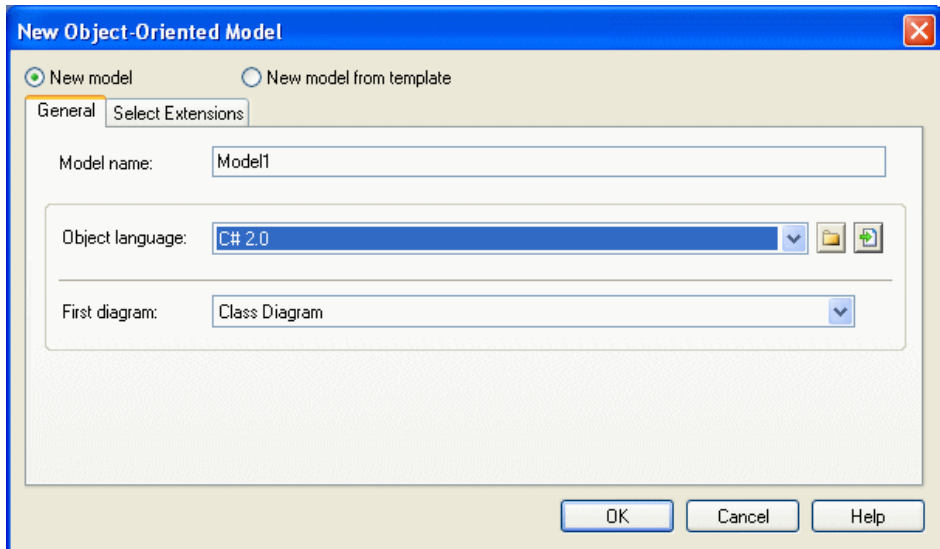 New Object-Oriented Model
New model New model from template
General Select Extensions
Model name: Model1
Object language: C# 2.0
First diagram: Class Diagram
OK Cancel Help